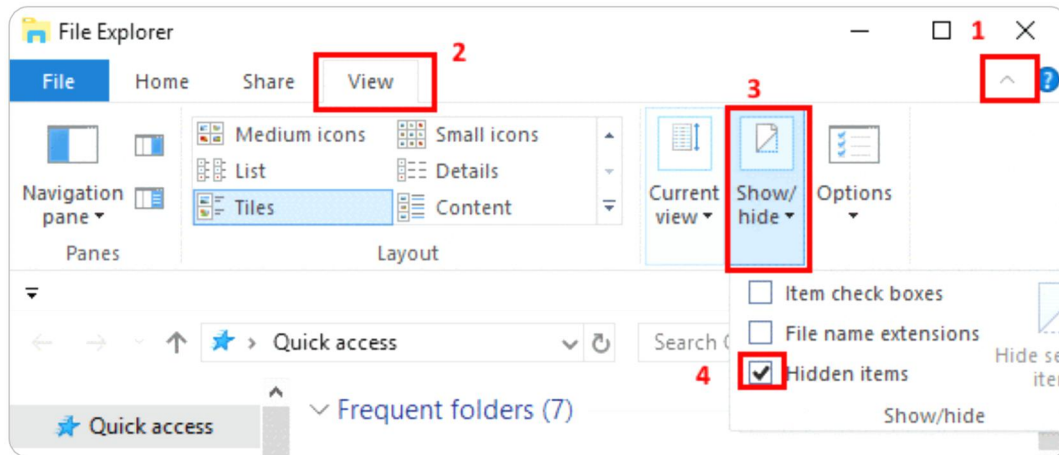 File Explorer
1
2
File Home Share View
?
3
Medium icons Small icons
List Details
Tiles Content
Navigation
pane
Current
view
Show/
hide
Options
Panes
Layout
Item check boxes
File name extensions
4
Hidden items
Hide se
ite
Show/hide
Quick access
Search
Quick access
Frequent folders (7)